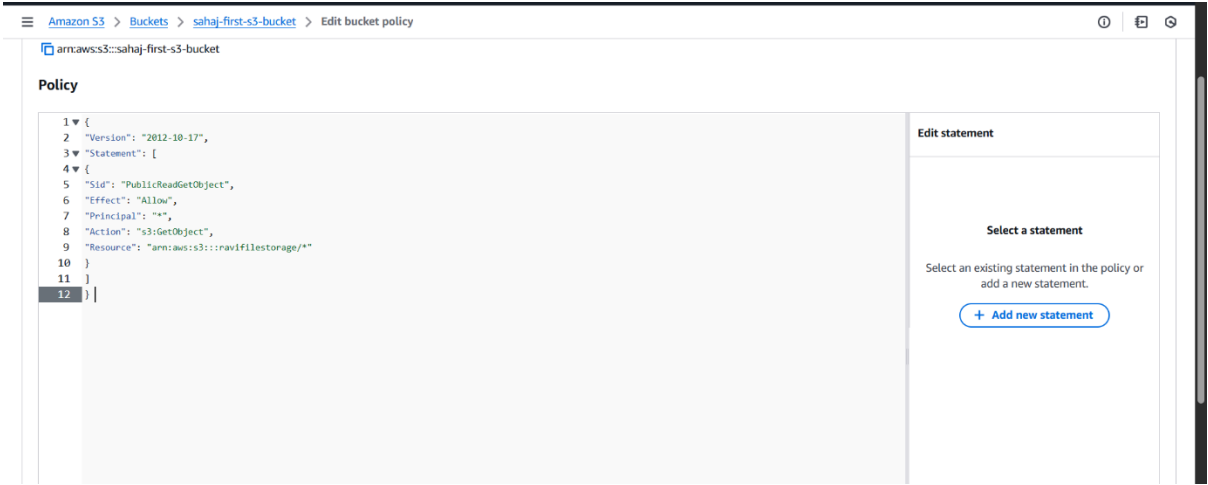 Amazon S3 > Buckets > sahaj-first-s3-bucket > Edit bucket policy
arn:aws:s3:::sahaj-first-s3-bucket
Policy
1 {
2 "Version": "2012-10-17",
3 "Statement": [
4 {
5 "Sid": "PublicReadGetObject",
6 "Effect": "Allow",
7 "Principal": "*",
8 "Action": "s3:GetObject",
9 "Resource": "arn:aws:s3:::ravifilestorage/*"
10 }
11 ]
12 }
Edit statement
Select a statement
Select an existing statement in the policy or
add a new statement.
+ Add new statement